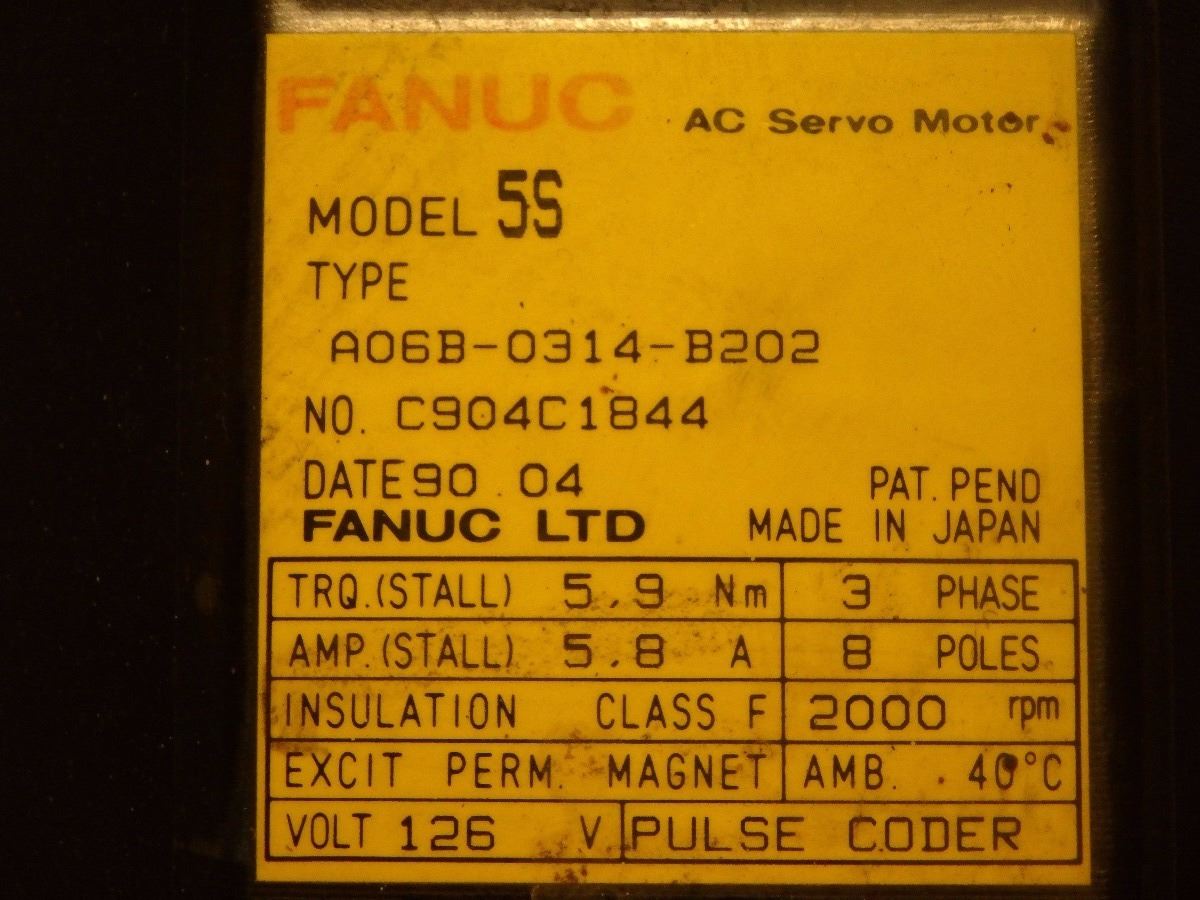 FANUC AC Servo Motor
MODEL 5S
TYPE
A06B-0314-B202
NO. C904C1844
DATE 90.04 PAT. PEND
FANUC LTD MADE IN JAPAN
TRQ.(STALL) 5.9 Nm 3 PHASE
AMP.(STALL) 5.8 A 8 POLES
INSULATION CLASS F 2000 rpm
EXCIT PERM. MAGNET AMB. 40°C
VOLT 126 V PULSE CODER